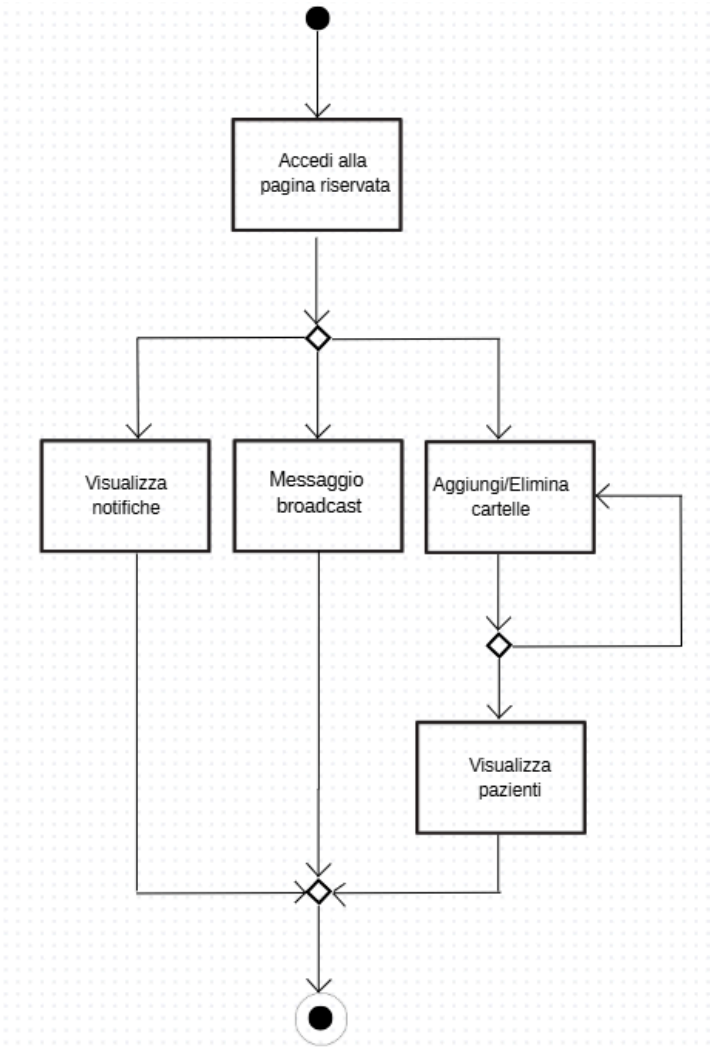 Accedi alla
pagina riservata
Visualizza
notifiche
Messaggio
broadcast
Aggiungi/Elimina
cartelle
Visualizza
pazienti